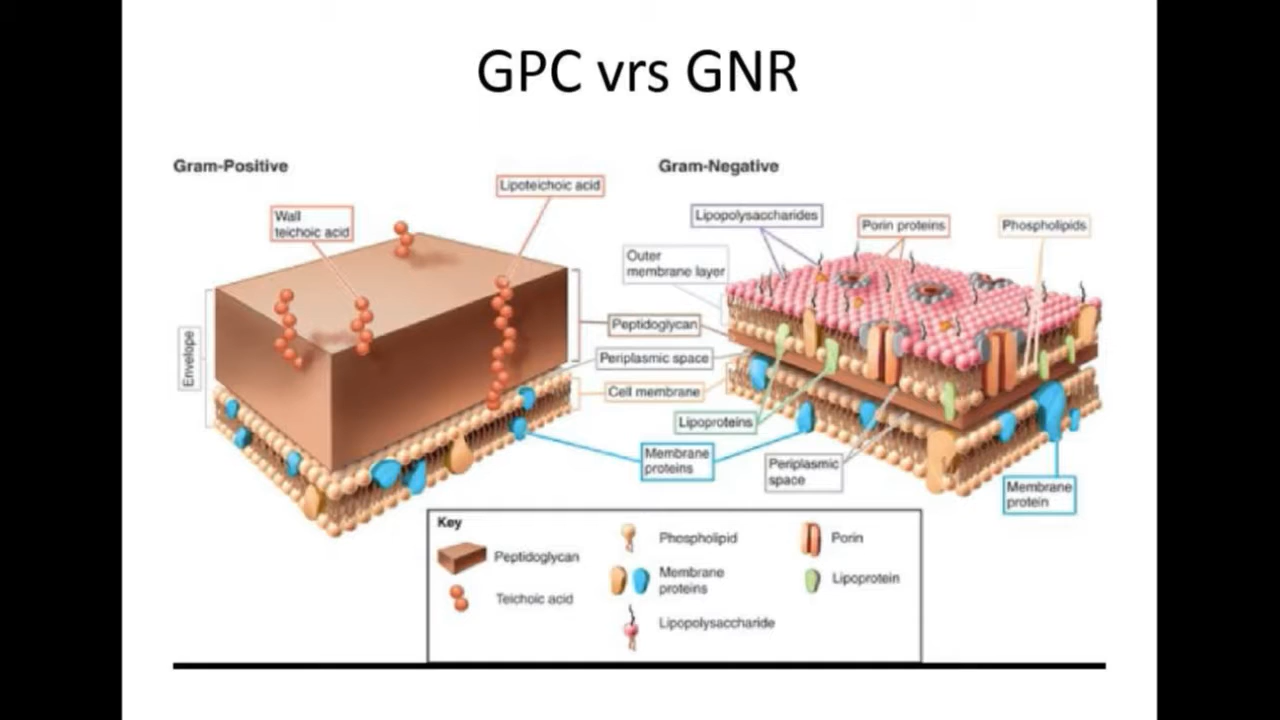 GPC vrs GNR
Gram-Positive
Gram-Negative
Lipoteichoic acid
Wall
teichoic acid
Envelope
Lipopolysaccharides
Porin proteins
Phospholipids
Outer
membrane layer
Peptidoglycan
Periplasmic space
Cell membrane
Lipoproteins
Membrane
proteins
Periplasmic
space
Membrane
protein
Key
Peptidoglycan
Teichoic acid
Phospholipid
Membrane
proteins
Lipopolysaccharide
Porin
Lipoprotein